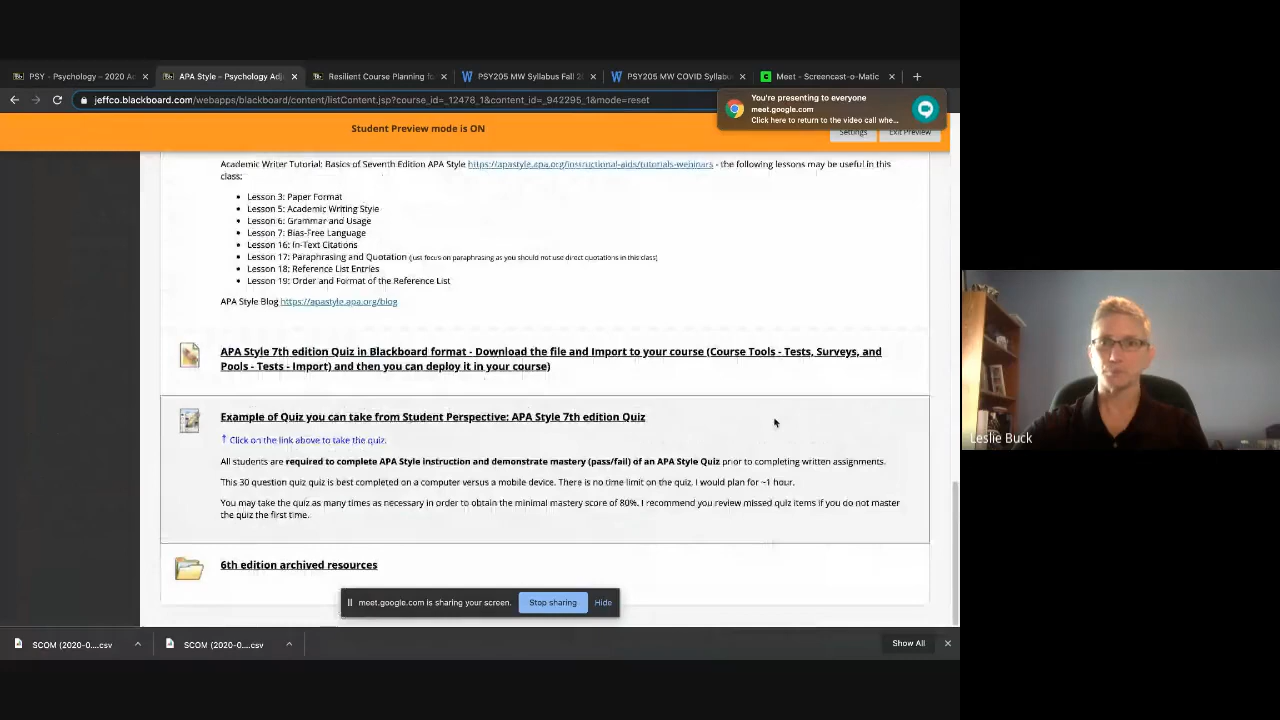 PSY - Psychology – 2020 Ac
APA Style – Psychology Adj
Resilient Course Planning for
PSY205 MW Syllabus Fall 2
PSY205 MW COVID Syllabu
Meet - Screencast-o-Matic
jeffco.blackboard.com/webapps/blackboard/content/listContent.jsp?course_id=_12478_1&content_id=_942295_1&mode=reset
You're presenting to everyone
meet.google.com
Click here to return to the video call whe...
Student Preview mode is ON
Settings
Exit Preview
Academic Writer Tutorial: Basics of Seventh Edition APA Style https://apastyle.apa.org/instructional-aids/tutorials-webinars - the following lessons may be useful in this
class:
• Lesson 3: Paper Format
• Lesson 5: Academic Writing Style
• Lesson 6: Grammar and Usage
• Lesson 7: Bias-Free Language
• Lesson 16: In-Text Citations
• Lesson 17: Paraphrasing and Quotation (just focus on paraphrasing as you should not use direct quotations in this class)
• Lesson 18: Reference List Entries
• Lesson 19: Order and Format of the Reference List
APA Style Blog https://apastyle.apa.org/blog
APA Style 7th edition Quiz in Blackboard format - Download the file and Import to your course (Course Tools - Tests, Surveys, and
Pools - Tests - Import) and then you can deploy it in your course)
Example of Quiz you can take from Student Perspective: APA Style 7th edition Quiz
↑ Click on the link above to take the quiz.
All students are required to complete APA Style instruction and demonstrate mastery (pass/fail) of an APA Style Quiz prior to completing written assignments.
This 30 question quiz quiz is best completed on a computer versus a mobile device. There is no time limit on the quiz. I would plan for ~1 hour.
You may take the quiz as many times as necessary in order to obtain the minimal mastery score of 80%. I recommend you review missed quiz items if you do not master
the quiz the first time.
Leslie Buck
6th edition archived resources
meet.google.com is sharing your screen.
Stop sharing
Hide
SCOM (2020-0....csv
SCOM (2020-0....csv
Show All